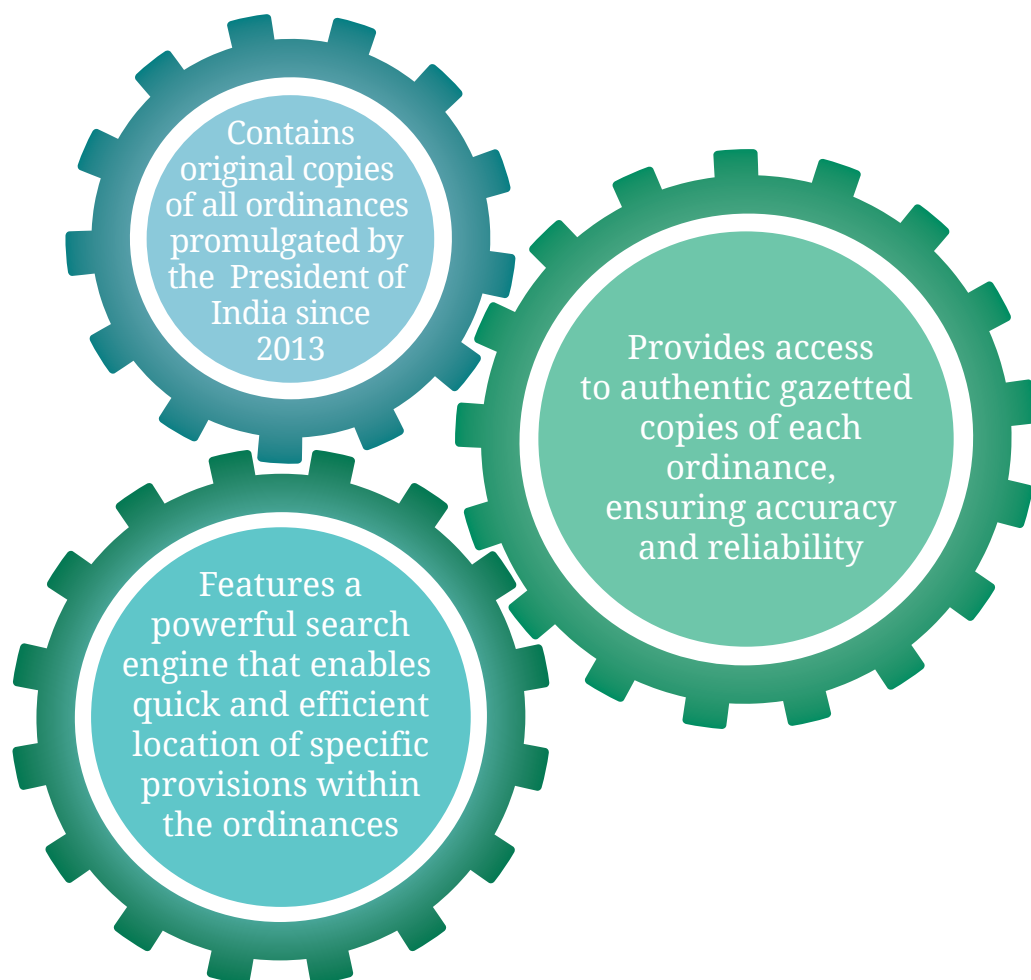 Contains
original copies
of all ordinances
promulgated by
the President of
India since
2013
Provides access
to authentic gazetted
copies of each
ordinance,
ensuring accuracy
and reliability
Features a
powerful search
engine that enables
quick and efficient
location of specific
provisions within
the ordinances